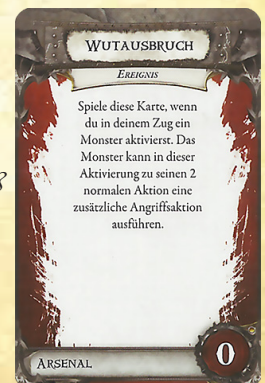 WUTAUSBRUCH
EREIGNIS
Spiele diese Karte, wenn
du in deinem Zug ein
Monster aktivierst. Das
Monster kann in dieser
Aktivierung zu seinen 2
normalen Aktion eine
zusätzliche Angriffsaktion
ausführen.
ARSENAL
0